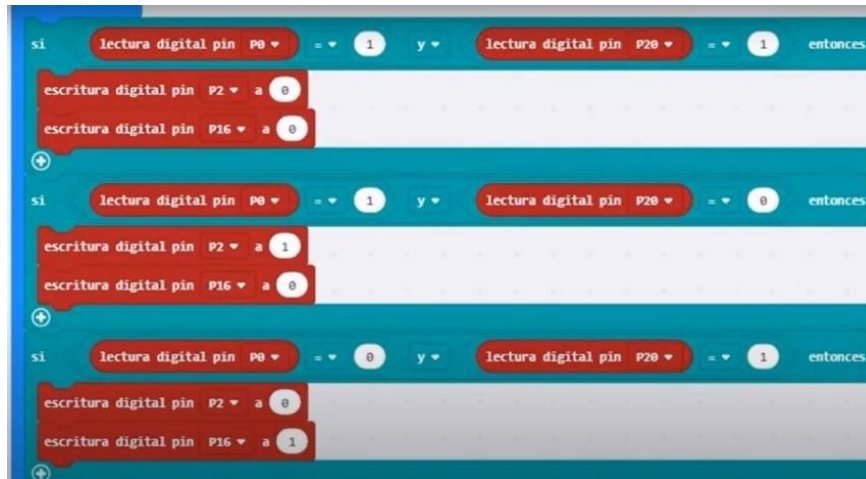 si lectura digital pin P0 = 1 y lectura digital pin P20 = 1 entonces
escritura digital pin P2 a 0
escritura digital pin P16 a 0
si lectura digital pin P0 = 1 y lectura digital pin P20 = 0 entonces
escritura digital pin P2 a 1
escritura digital pin P16 a 0
si lectura digital pin P0 = 0 y lectura digital pin P20 = 1 entonces
escritura digital pin P2 a 0
escritura digital pin P16 a 1